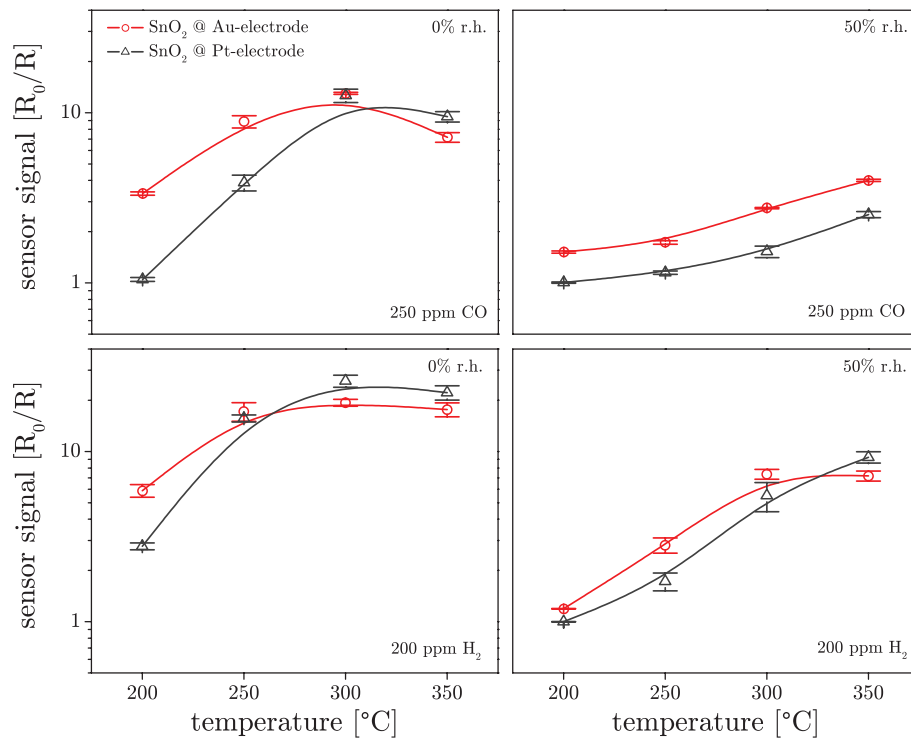 SnO₂ @ Au-electrode
SnO₂ @ Pt-electrode
0% r.h.
50% r.h.
sensor signal [R₀/R]
10
1
250 ppm CO
250 ppm CO
0% r.h.
50% r.h.
sensor signal [R₀/R]
10
1
200 ppm H₂
200 ppm H₂
200 250 300 350
200 250 300 350
temperature [°C]
temperature [°C]